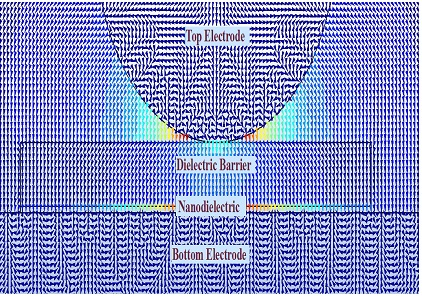 Top Electrode
Dielectric Barrier
Nanodielectric
Bottom Electrode